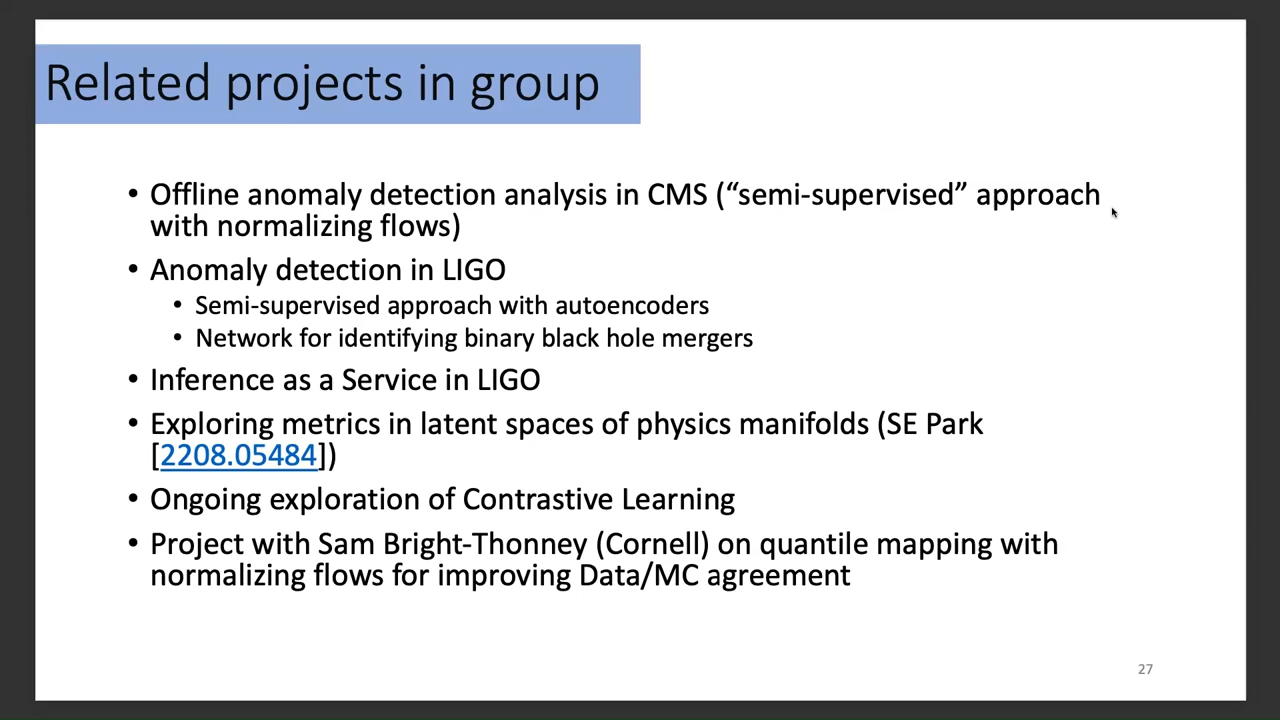 Related projects in group
• Offline anomaly detection analysis in CMS (“semi-supervised” approach
with normalizing flows)
• Anomaly detection in LIGO
• Semi-supervised approach with autoencoders
• Network for identifying binary black hole mergers
• Inference as a Service in LIGO
• Exploring metrics in latent spaces of physics manifolds (SE Park
[2208.05484])
• Ongoing exploration of Contrastive Learning
• Project with Sam Bright-Thonney (Cornell) on quantile mapping with
normalizing flows for improving Data/MC agreement
27